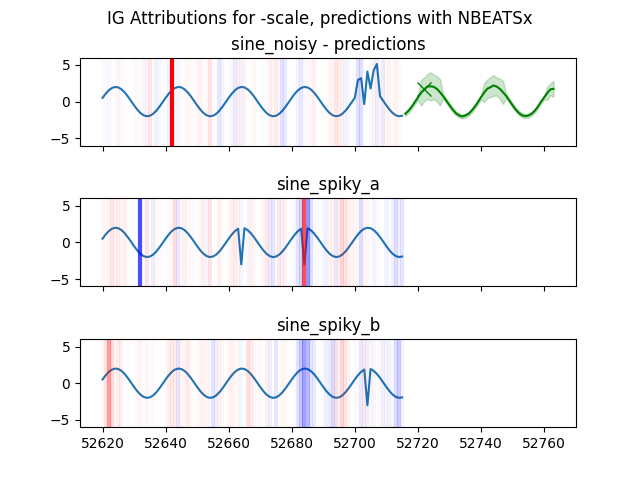 IG Attributions for -scale, predictions with NBEATSx
sine_noisy - predictions
5
0
−5
sine_spiky_a
5
0
−5
sine_spiky_b
5
0
−5
52620 52640 52660 52680 52700 52720 52740 52760